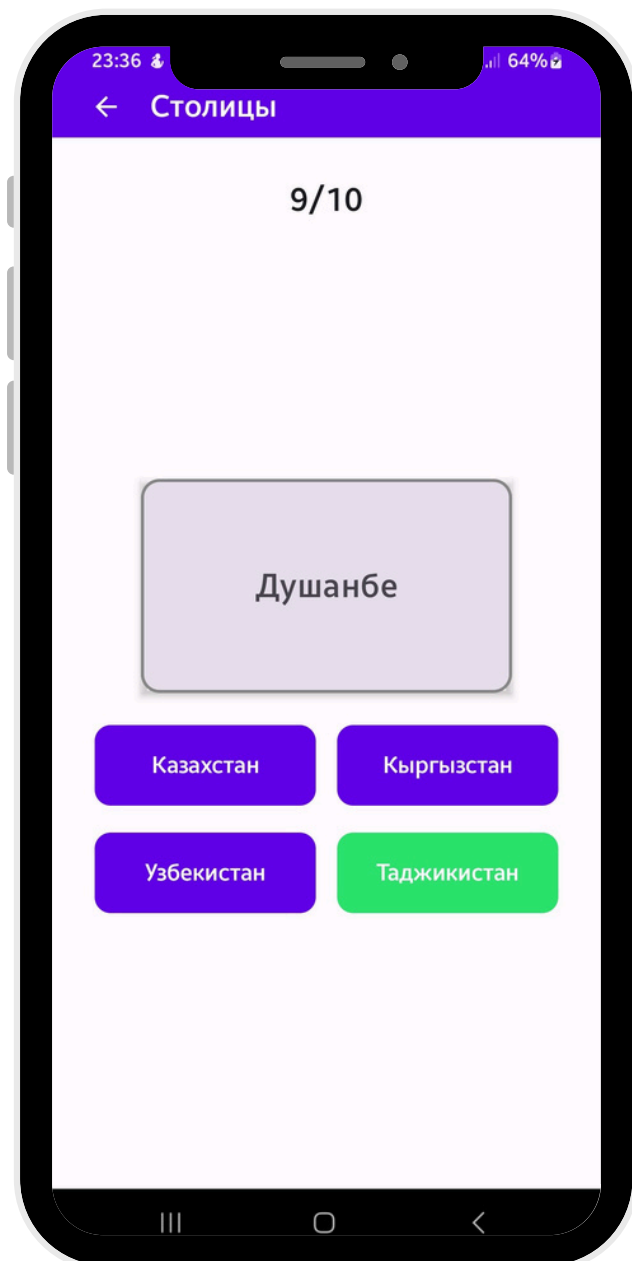 23:36 64%
Столицы
9/10
Душанбе
Казахстан Кыргызстан
Узбекистан Таджикистан